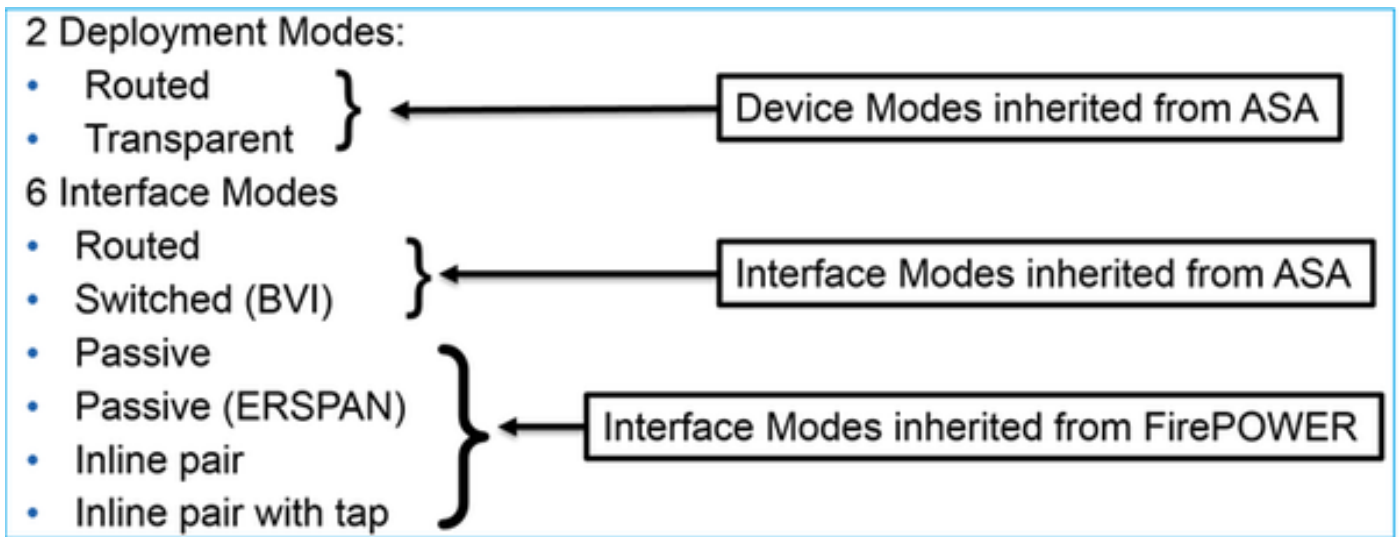 2 Deployment Modes:
• Routed
• Transparent
Device Modes inherited from ASA
6 Interface Modes
• Routed
• Switched (BVI)
Interface Modes inherited from ASA
• Passive
• Passive (ERSPAN)
• Inline pair
• Inline pair with tap
Interface Modes inherited from FirePOWER